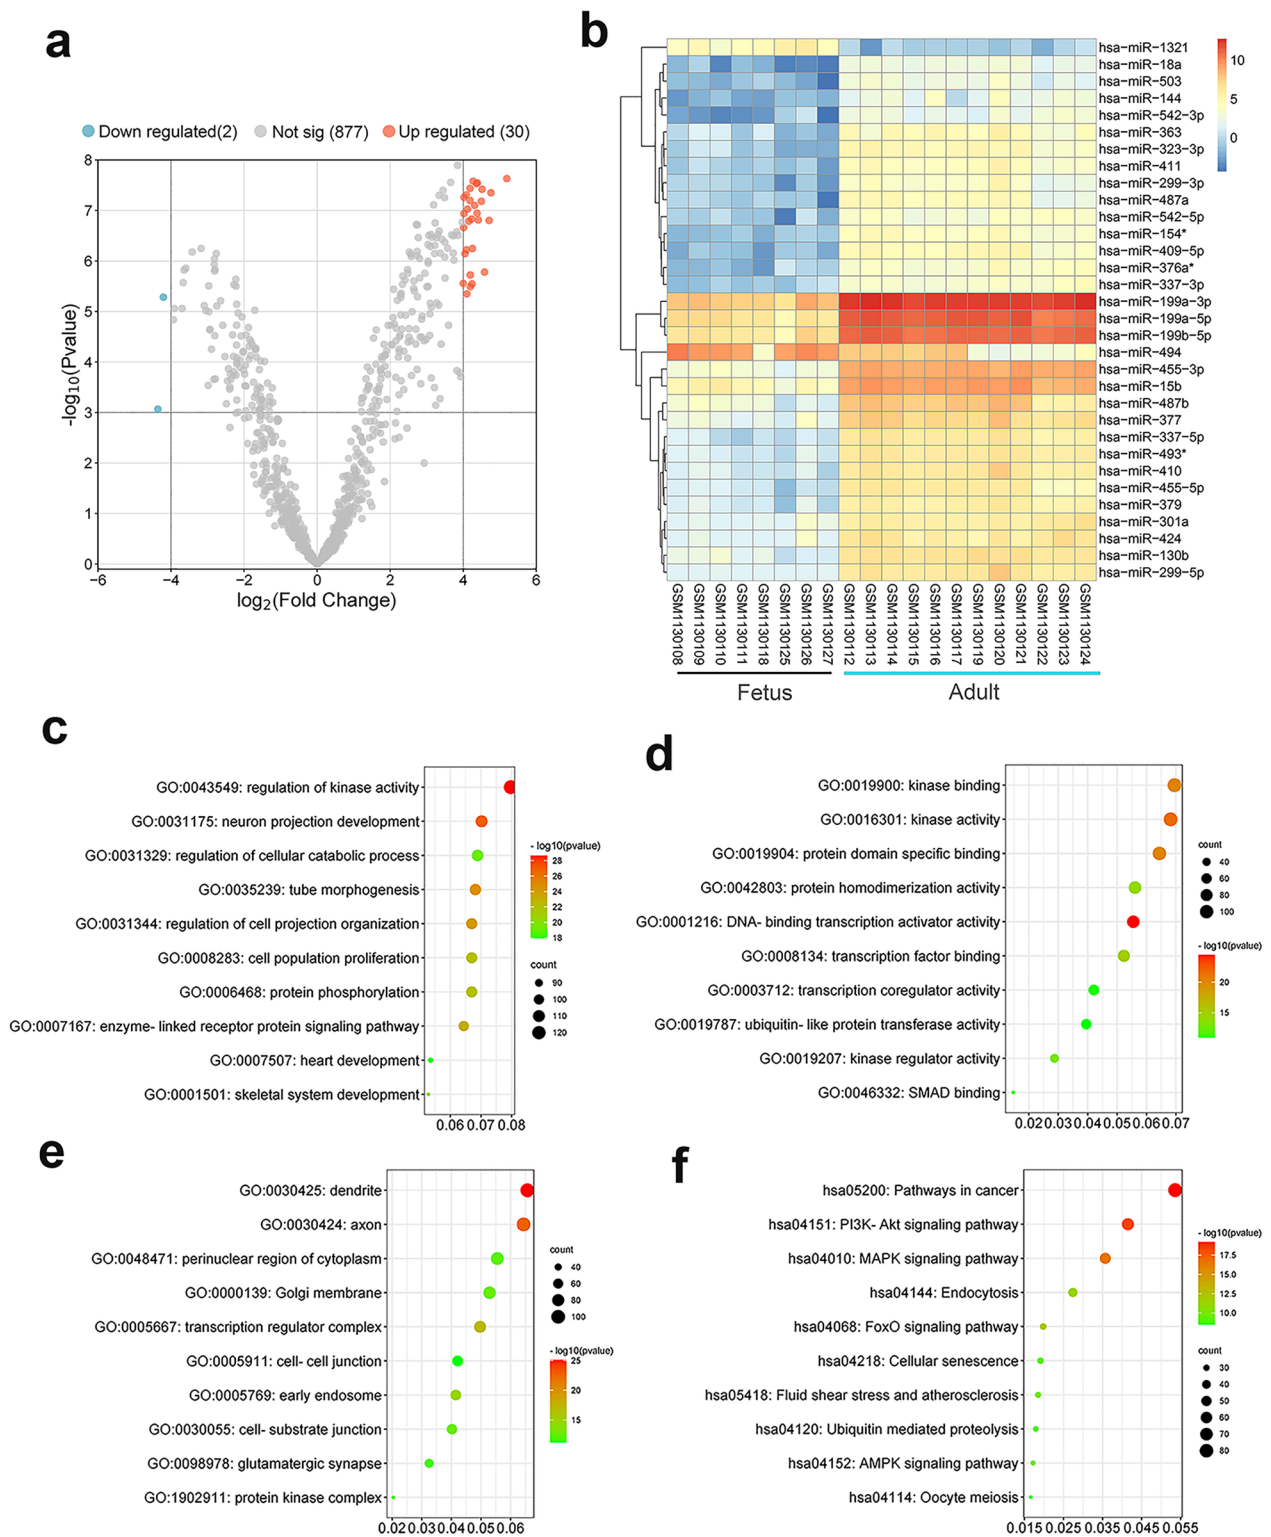 a
Down regulated(2) Not sig (877) Up regulated (30)
8
7
6
5
4
3
2
1
0
-log10(Pvalue)
−6 −4 −2 0 2 4 6
log2(Fold Change)
b
hsa−miR−1321
hsa−miR−18a
hsa−miR−503
hsa−miR−144
hsa−miR−542−3p
hsa−miR−363
hsa−miR−323−3p
hsa−miR−411
hsa−miR−299−3p
hsa−miR−487a
hsa−miR−542−5p
hsa−miR−154*
hsa−miR−409−5p
hsa−miR−376a*
hsa−miR−337−3p
hsa−miR−199a−3p
hsa−miR−199a−5p
hsa−miR−199b−5p
hsa−miR−494
hsa−miR−455−3p
hsa−miR−15b
hsa−miR−487b
hsa−miR−377
hsa−miR−337−5p
hsa−miR−493*
hsa−miR−410
hsa−miR−455−5p
hsa−miR−379
hsa−miR−301a
hsa−miR−424
hsa−miR−130b
hsa−miR−299−5p
10
5
0
GSM1130108
GSM1130109
GSM1130110
GSM1130111
GSM1130118
GSM1130125
GSM1130126
GSM1130127
GSM1130112
GSM1130113
GSM1130114
GSM1130115
GSM1130116
GSM1130117
GSM1130119
GSM1130120
GSM1130121
GSM1130122
GSM1130123
GSM1130124
Fetus Adult
c
GO:0043549: regulation of kinase activity
GO:0031175: neuron projection development
GO:0031329: regulation of cellular catabolic process
GO:0035239: tube morphogenesis
GO:0031344: regulation of cell projection organization
GO:0008283: cell population proliferation
GO:0006468: protein phosphorylation
GO:0007167: enzyme- linked receptor protein signaling pathway
GO:0007507: heart development
GO:0001501: skeletal system development
0.06 0.07 0.08
- log10(pvalue)
28
26
24
22
20
18
count
90
100
110
120
d
GO:0019900: kinase binding
GO:0016301: kinase activity
GO:0019904: protein domain specific binding
GO:0042803: protein homodimerization activity
GO:0001216: DNA- binding transcription activator activity
GO:0008134: transcription factor binding
GO:0003712: transcription coregulator activity
GO:0019787: ubiquitin- like protein transferase activity
GO:0019207: kinase regulator activity
GO:0046332: SMAD binding
0.02 0.03 0.04 0.05 0.06 0.07
count
40
60
80
100
- log10(pvalue)
20
15
e
GO:0030425: dendrite
GO:0030424: axon
GO:0048471: perinuclear region of cytoplasm
GO:0000139: Golgi membrane
GO:0005667: transcription regulator complex
GO:0005911: cell- cell junction
GO:0005769: early endosome
GO:0030055: cell- substrate junction
GO:0098978: glutamatergic synapse
GO:1902911: protein kinase complex
0.02 0.03 0.04 0.05 0.06
count
40
60
80
100
- log10(pvalue)
25
20
15
f
hsa05200: Pathways in cancer
hsa04151: PI3K- Akt signaling pathway
hsa04010: MAPK signaling pathway
hsa04144: Endocytosis
hsa04068: FoxO signaling pathway
hsa04218: Cellular senescence
hsa05418: Fluid shear stress and atherosclerosis
hsa04120: Ubiquitin mediated proteolysis
hsa04152: AMPK signaling pathway
hsa04114: Oocyte meiosis
0.015 0.025 0.035 0.045 0.055
- log10(pvalue)
17.5
15.0
12.5
10.0
count
30
40
50
60
70
80